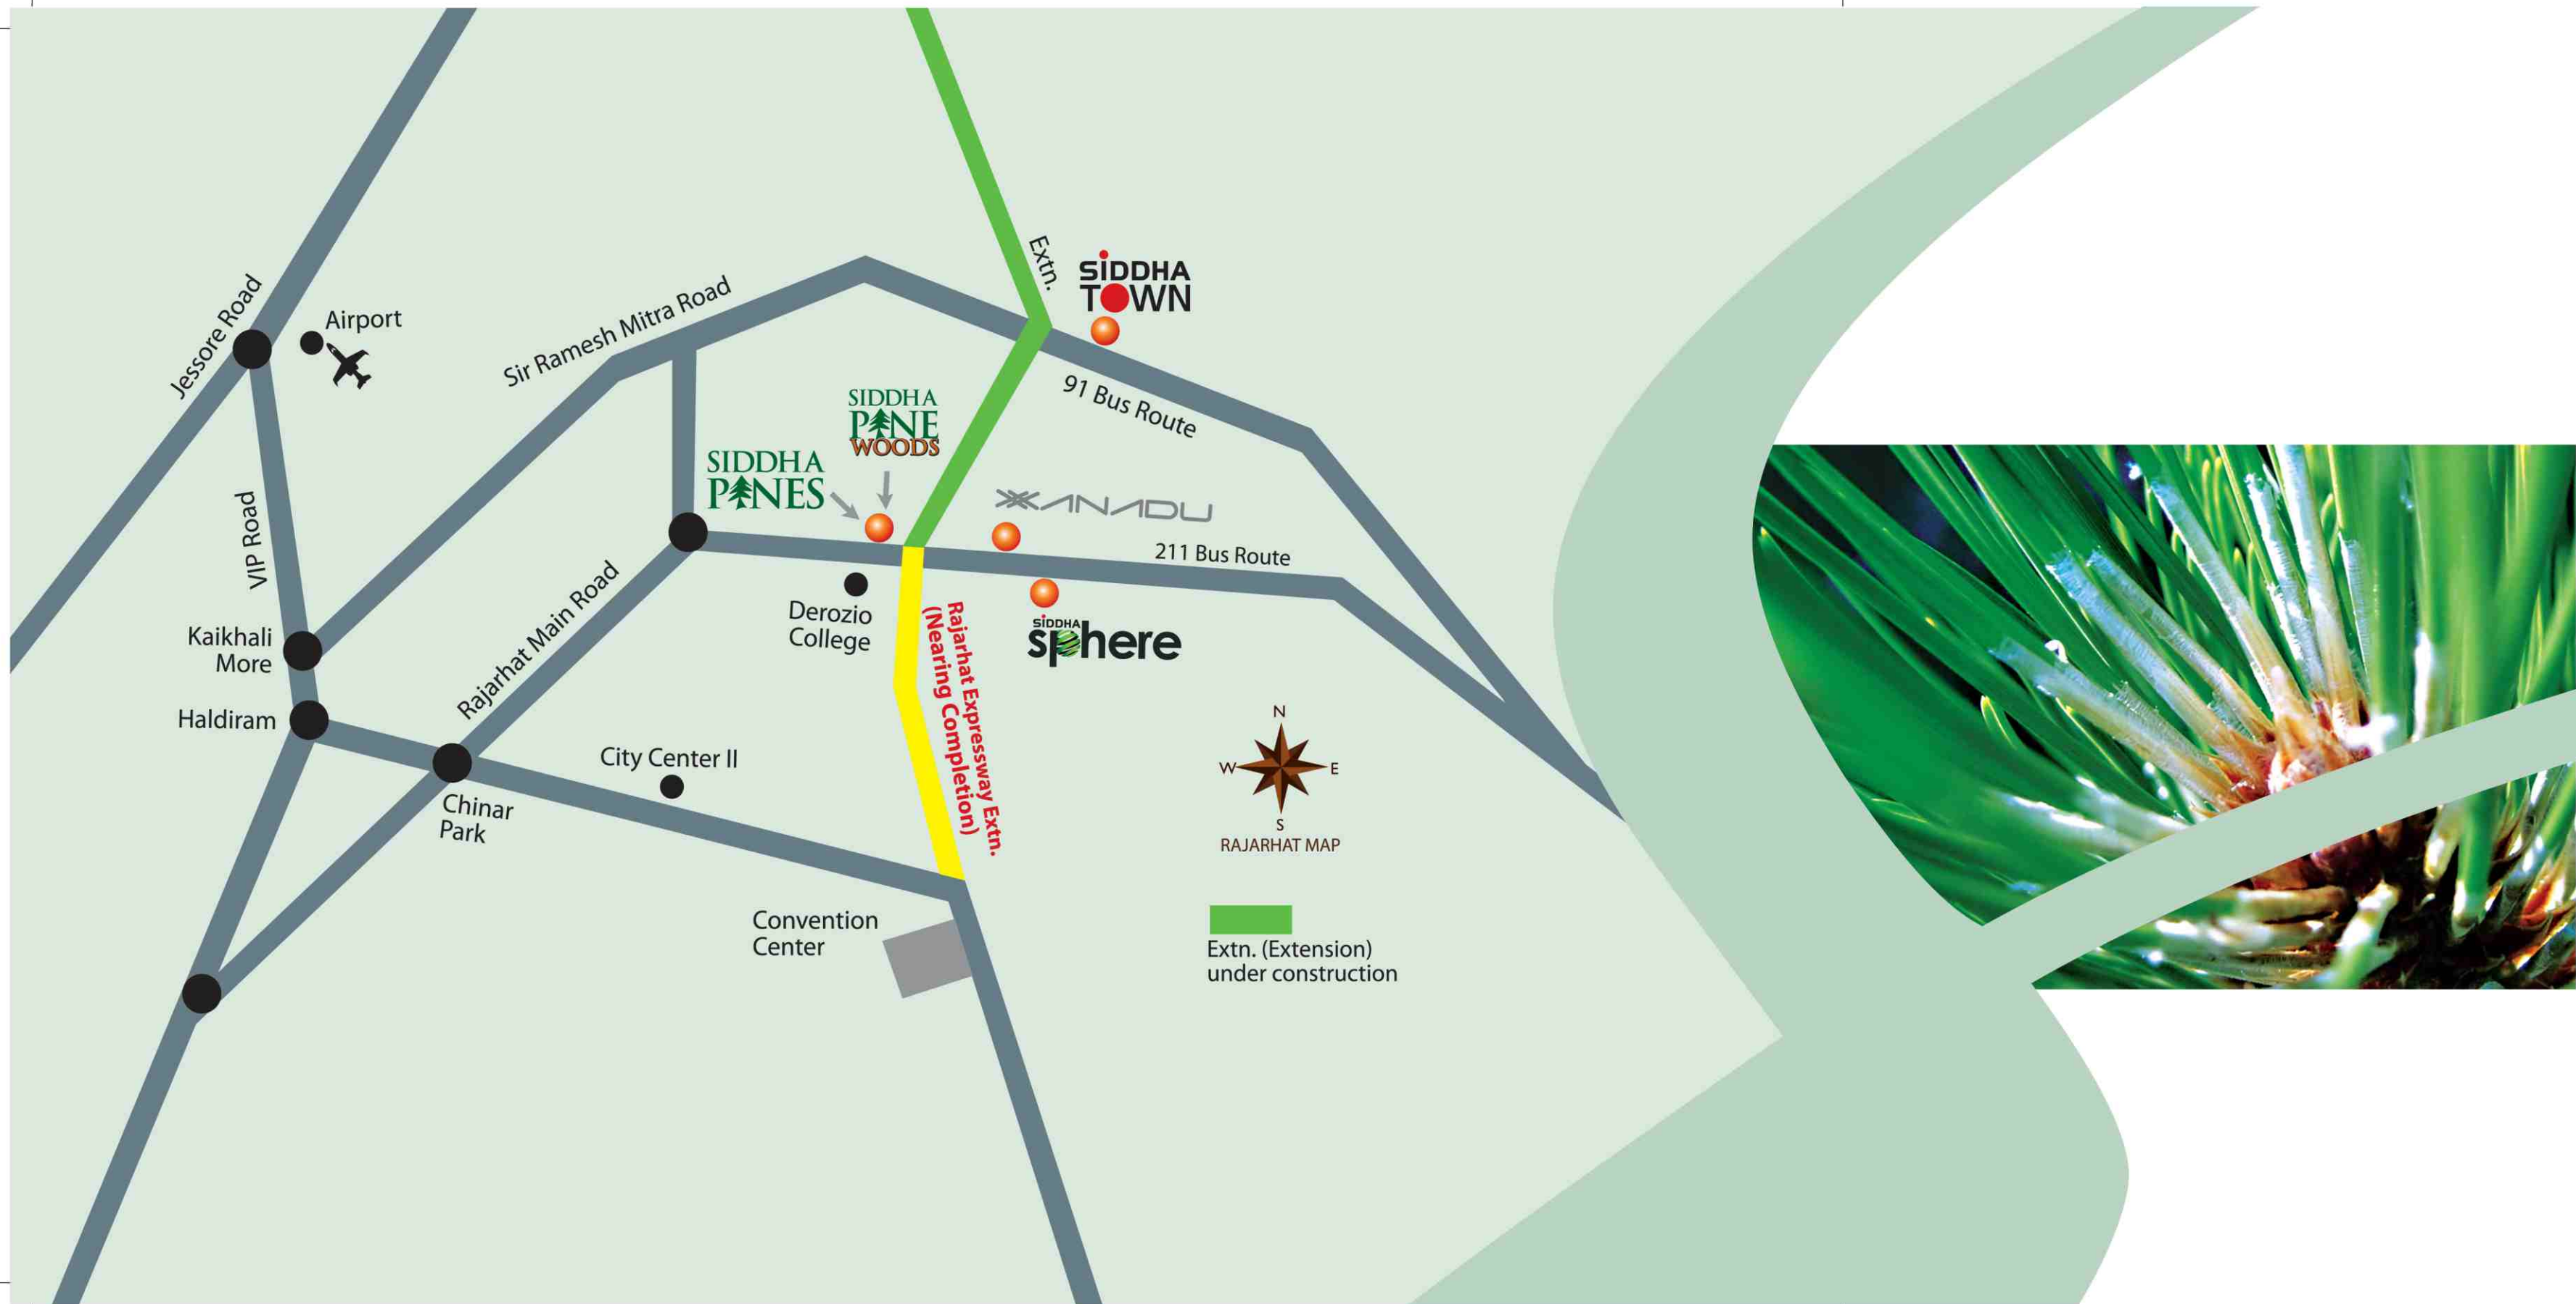 Extn.
SiDDHA
TOWN
Jessore Road
Airport
Sir Ramesh Mitra Road
91 Bus Route
SIDDHA
PINE
WOODS
SIDDHA
PINES
XANADU
VIP Road
211 Bus Route
Rajarhat Main Road
Derozio
College
Rajarhat Expressway Extn.
(Nearing Completion)
SiDDHA
sphere
Kaikhali
More
Haldiram
City Center II
Chinar
Park
N
W
E
S
RAJARHAT MAP
Convention
Center
Extn. (Extension)
under construction